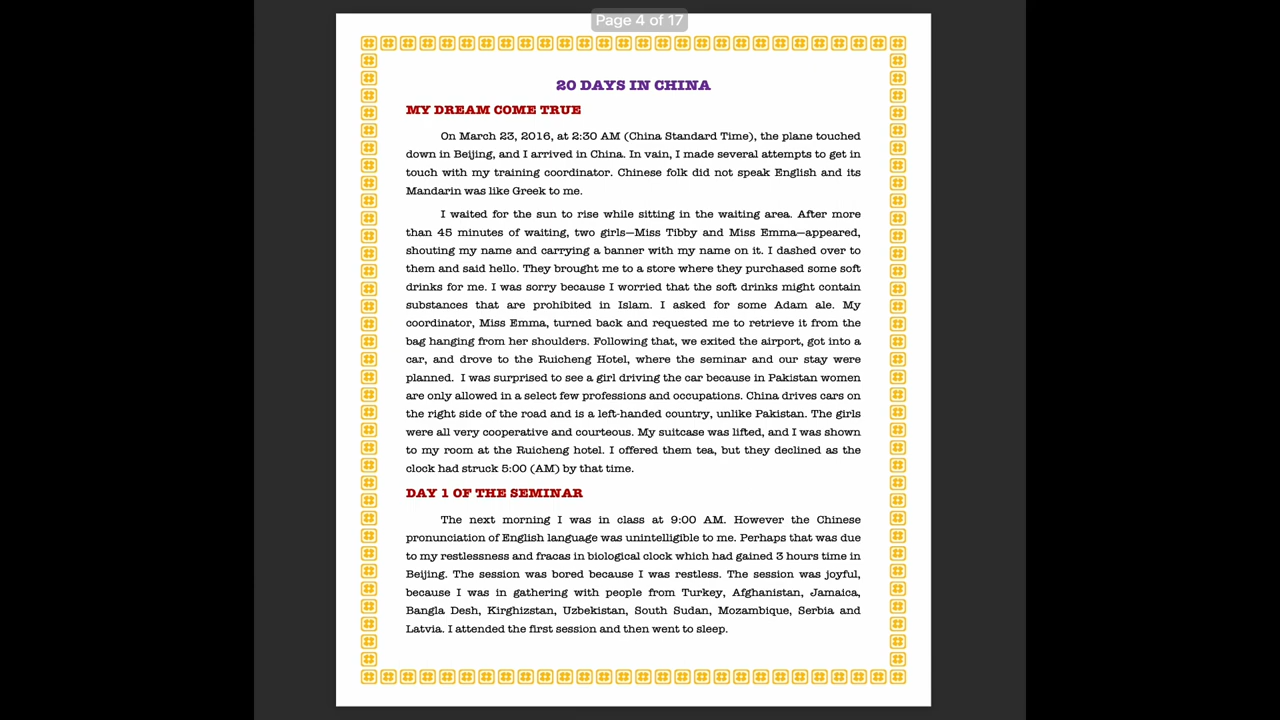 Page 4 of 17
20 DAYS IN CHINA
MY DREAM COME TRUE
On March 23, 2016, at 2:30 AM (China Standard Time), the plane touched
down in Beijing, and I arrived in China. In vain, I made several attempts to get in
touch with my training coordinator. Chinese folk did not speak English and its
Mandarin was like Greek to me.
I waited for the sun to rise while sitting in the waiting area. After more
than 45 minutes of waiting, two girls—Miss Tibby and Miss Emma—appeared,
shouting my name and carrying a banner with my name on it. I dashed over to
them and said hello. They brought me to a store where they purchased some soft
drinks for me. I was sorry because I worried that the soft drinks might contain
substances that are prohibited in Islam. I asked for some Adam ale. My
coordinator, Miss Emma, turned back and requested me to retrieve it from the
bag hanging from her shoulders. Following that, we exited the airport, got into a
car, and drove to the Ruicheng Hotel, where the seminar and our stay were
planned. I was surprised to see a girl driving the car because in Pakistan women
are only allowed in a select few professions and occupations. China drives cars on
the right side of the road and is a left-handed country, unlike Pakistan. The girls
were all very cooperative and courteous. My suitcase was lifted, and I was shown
to my room at the Ruicheng hotel. I offered them tea, but they declined as the
clock had struck 5:00 (AM) by that time.
DAY 1 OF THE SEMINAR
The next morning I was in class at 9:00 AM. However the Chinese
pronunciation of English language was unintelligible to me. Perhaps that was due
to my restlessness and fracas in biological clock which had gained 3 hours time in
Beijing. The session was bored because I was restless. The session was joyful,
because I was in gathering with people from Turkey, Afghanistan, Jamaica,
Bangla Desh, Kirghizstan, Uzbekistan, South Sudan, Mozambique, Serbia and
Latvia. I attended the first session and then went to sleep.